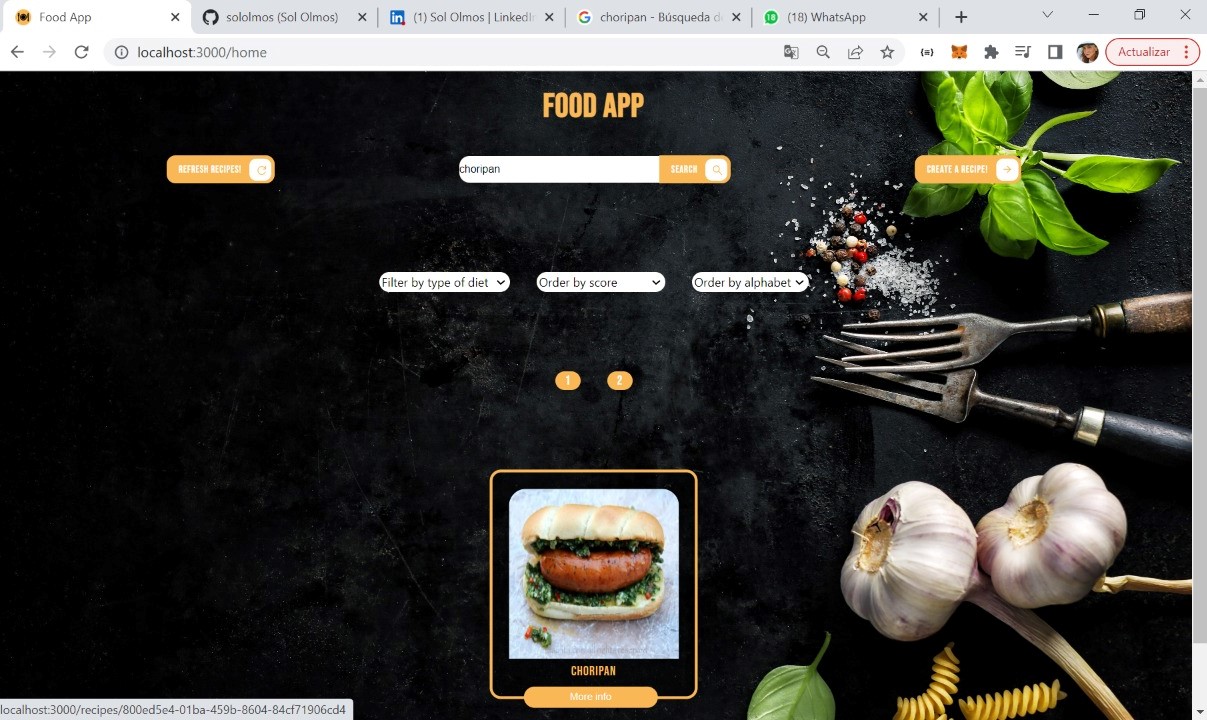 Food App
sololmos (Sol Olmos)
(1) Sol Olmos | LinkedIn
choripan - Búsqueda de
(18) WhatsApp
localhost:3000/home
Actualizar
FOOD APP
REFRESH RECIPES!
choripan
SEARCH
CREATE A RECIPE!
Filter by type of diet
Order by score
Order by alphabet
1
2
CHORIPAN
More info
localhost:3000/recipes/800ed5e4-01ba-459b-8604-84cf71906cd4